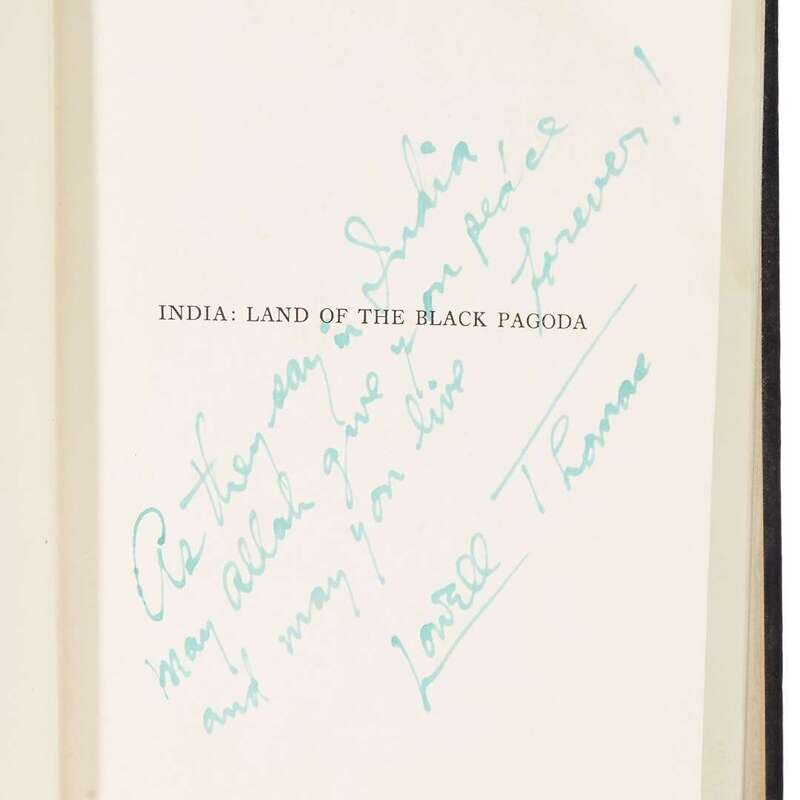 INDIA: LAND OF THE BLACK PAGODA
As they say in India
may allah give you peace
and may you live forever!
Lowell Thomas